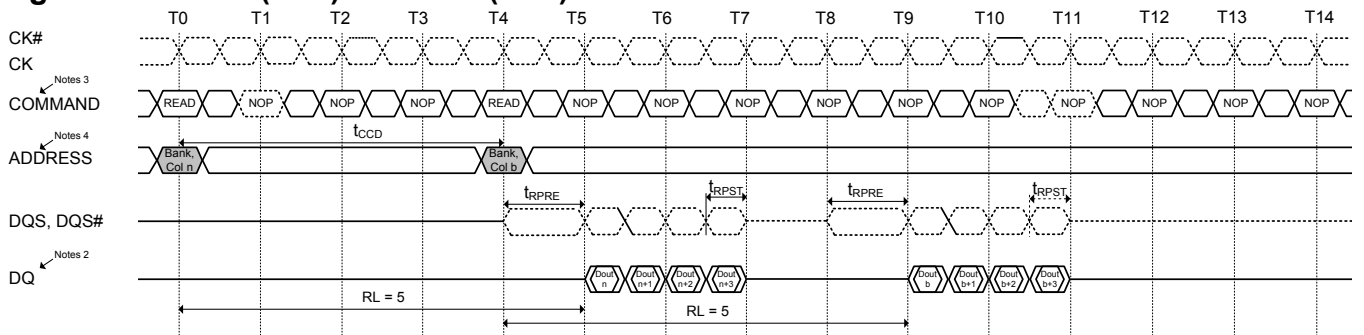 T0 T1 T2 T3 T4 T5 T6 T7 T8 T9 T10 T11 T12 T13 T14
CK#
CK
Notes 3
COMMAND READ NOP NOP NOP READ NOP NOP NOP NOP NOP NOP NOP NOP NOP NOP
Notes 4
tCCD
ADDRESS
Bank, Col n
Bank, Col b
tRPRE tRPST tRPRE tRPST
DQS, DQS#
Notes 2
DQ
Dout n
Dout n+1
Dout n+2
Dout n+3
Dout b
Dout b+1
Dout b+2
Dout b+3
RL = 5
RL = 5